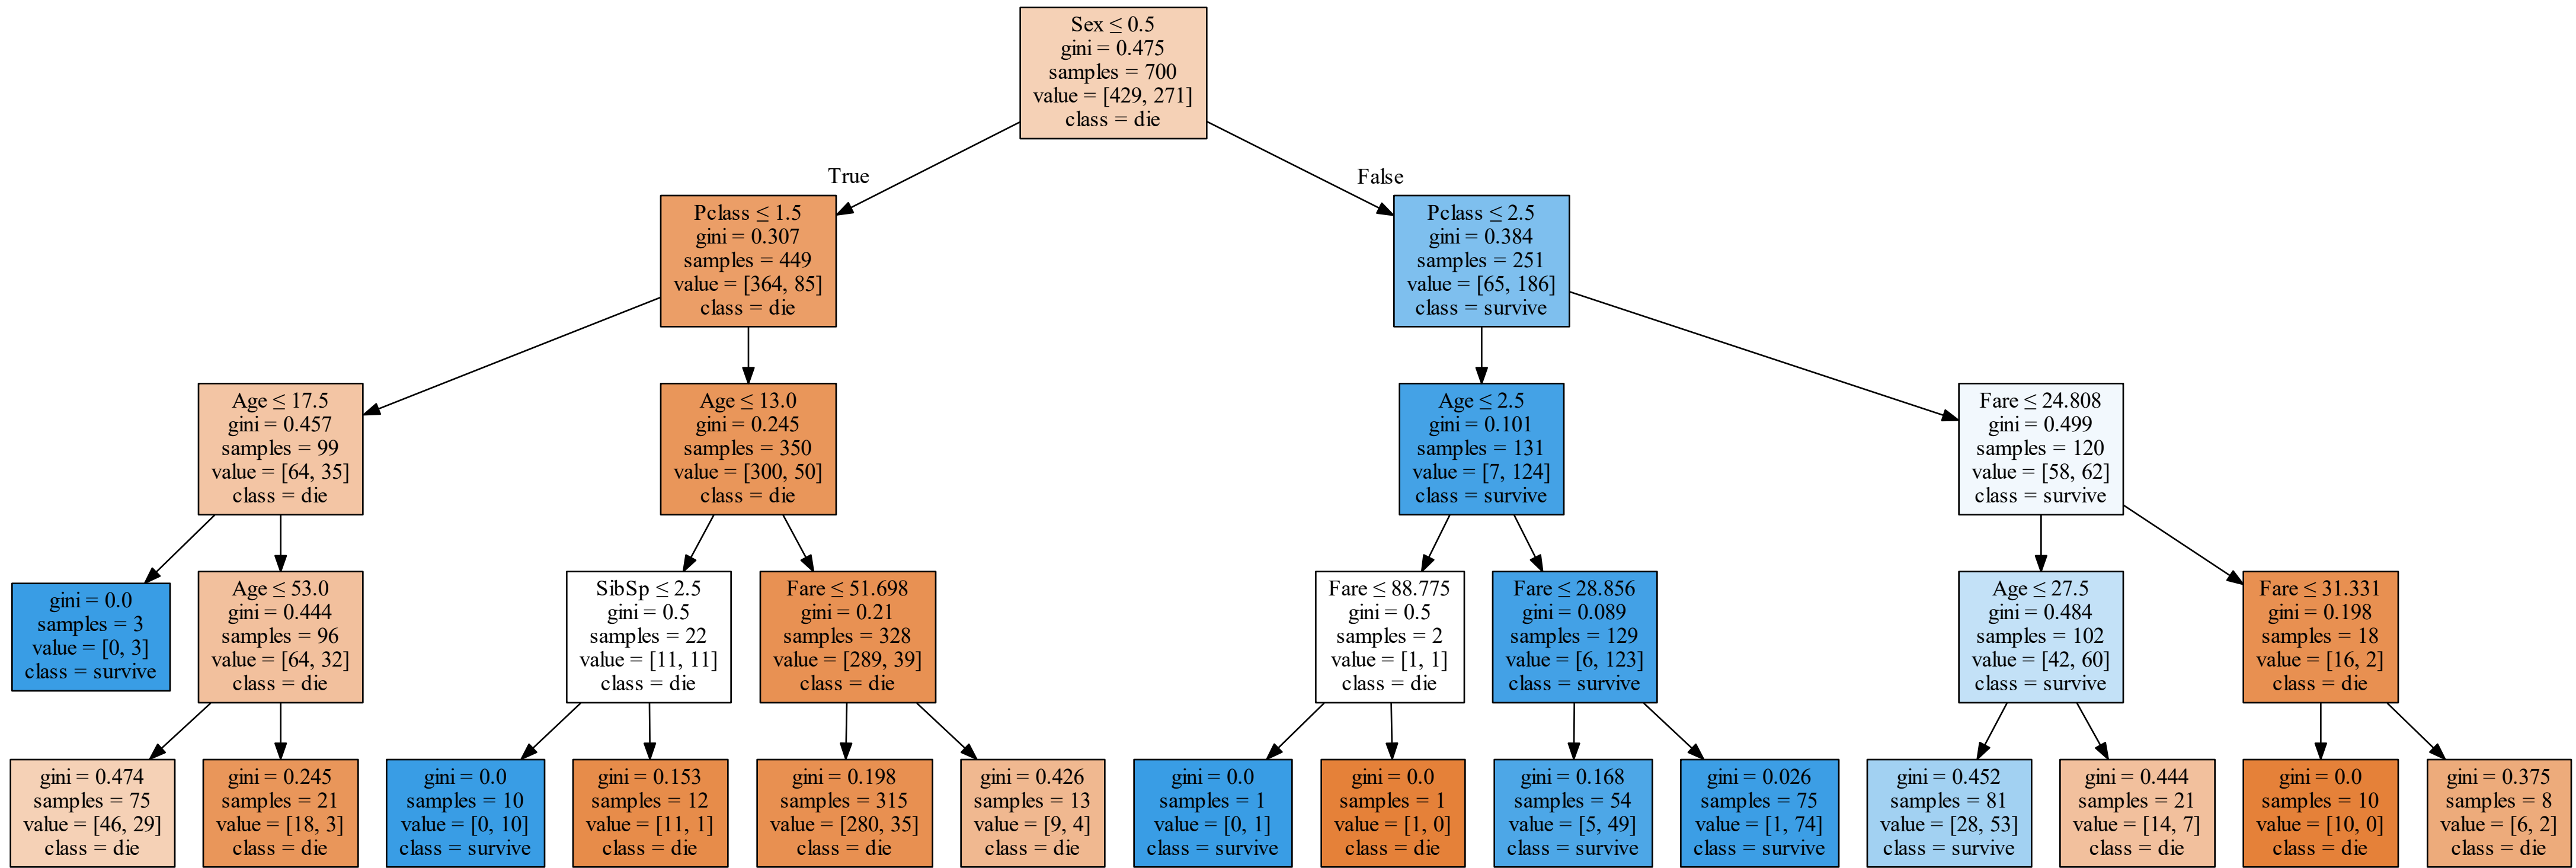 Sex ≤ 0.5
gini = 0.475
samples = 700
value = [429, 271]
class = die
True
False
Pclass ≤ 1.5
gini = 0.307
samples = 449
value = [364, 85]
class = die
Pclass ≤ 2.5
gini = 0.384
samples = 251
value = [65, 186]
class = survive
Age ≤ 17.5
gini = 0.457
samples = 99
value = [64, 35]
class = die
Age ≤ 13.0
gini = 0.245
samples = 350
value = [300, 50]
class = die
Age ≤ 2.5
gini = 0.101
samples = 131
value = [7, 124]
class = survive
Fare ≤ 24.808
gini = 0.499
samples = 120
value = [58, 62]
class = survive
gini = 0.0
samples = 3
value = [0, 3]
class = survive
Age ≤ 53.0
gini = 0.444
samples = 96
value = [64, 32]
class = die
SibSp ≤ 2.5
gini = 0.5
samples = 22
value = [11, 11]
class = die
Fare ≤ 51.698
gini = 0.21
samples = 328
value = [289, 39]
class = die
Fare ≤ 88.775
gini = 0.5
samples = 2
value = [1, 1]
class = die
Fare ≤ 28.856
gini = 0.089
samples = 129
value = [6, 123]
class = survive
Age ≤ 27.5
gini = 0.484
samples = 102
value = [42, 60]
class = survive
Fare ≤ 31.331
gini = 0.198
samples = 18
value = [16, 2]
class = die
gini = 0.474
samples = 75
value = [46, 29]
class = die
gini = 0.245
samples = 21
value = [18, 3]
class = die
gini = 0.0
samples = 10
value = [0, 10]
class = survive
gini = 0.153
samples = 12
value = [11, 1]
class = die
gini = 0.198
samples = 315
value = [280, 35]
class = die
gini = 0.426
samples = 13
value = [9, 4]
class = die
gini = 0.0
samples = 1
value = [0, 1]
class = survive
gini = 0.0
samples = 1
value = [1, 0]
class = die
gini = 0.168
samples = 54
value = [5, 49]
class = survive
gini = 0.026
samples = 75
value = [1, 74]
class = survive
gini = 0.452
samples = 81
value = [28, 53]
class = survive
gini = 0.444
samples = 21
value = [14, 7]
class = die
gini = 0.0
samples = 10
value = [10, 0]
class = die
gini = 0.375
samples = 8
value = [6, 2]
class = die